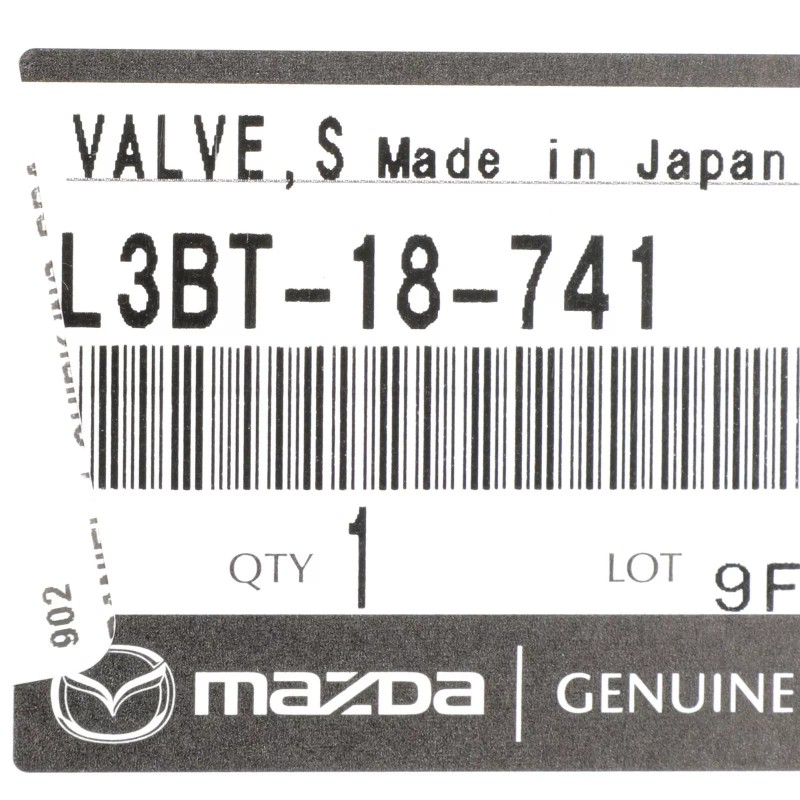 VALVE, S Made in Japan
L3BT-18-741
QTY 1 LOT 9F
902
mazDa | GENUINE